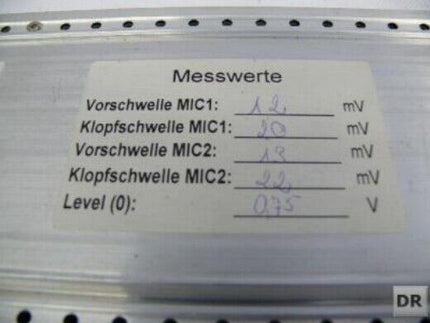 Messwerte
Vorschwelle MIC1: 12 mV
Klopfschwelle MIC1: 20 mV
Vorschwelle MIC2: 13 mV
Klopfschwelle MIC2: 22 mV
Level (0): 0,75 V
DR